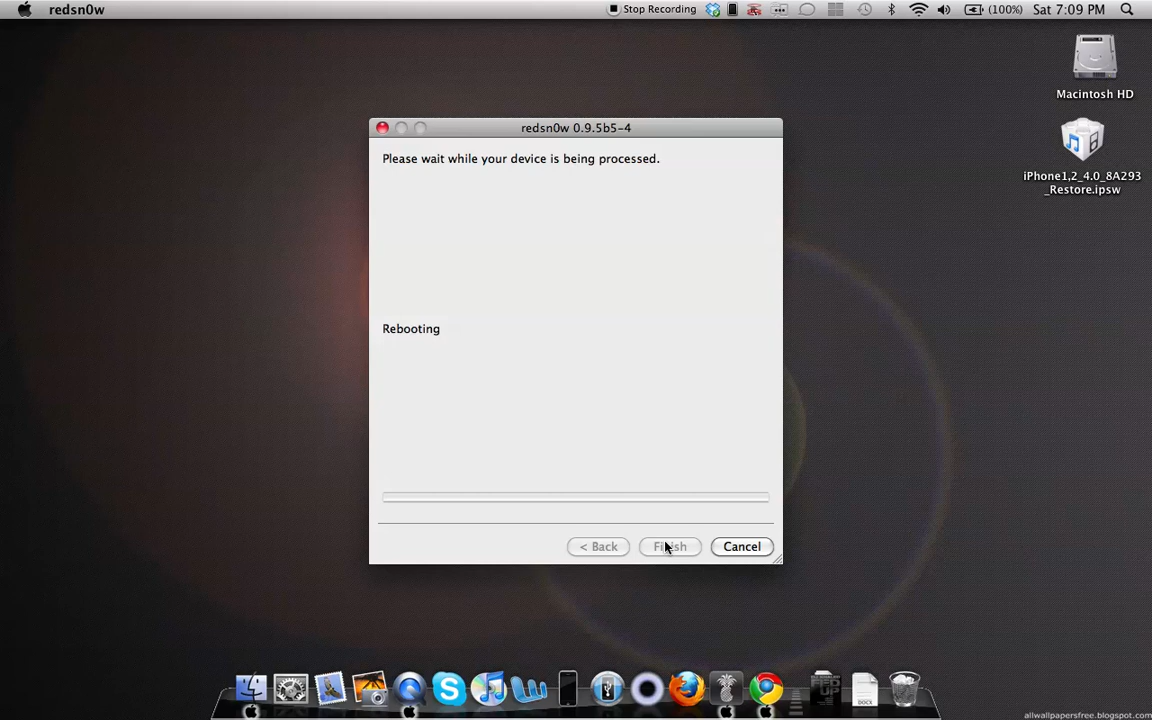 redsn0w
Stop Recording
(100%)
Sat 7:09 PM
Macintosh HD
iPhone1,2_4.0_8A293
_Restore.ipsw
redsn0w 0.9.5b5-4
Please wait while your device is being processed.
Rebooting
< Back
Finish
Cancel
DOCX
allwallpapersfree.blogspot.com